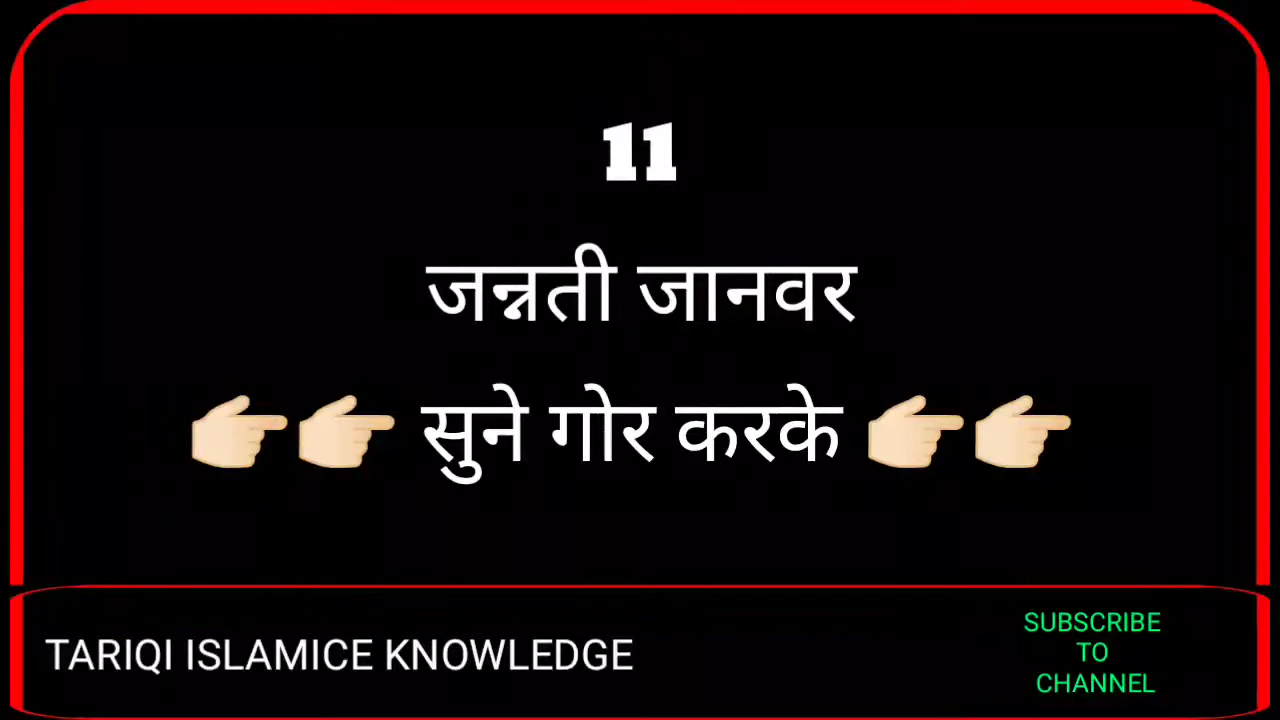 11
जन्नती जानवर
👉🏻👉🏻 सुने गोर करके 👉🏻👉🏻
TARIQI ISLAMICE KNOWLEDGE
SUBSCRIBE
TO
CHANNEL